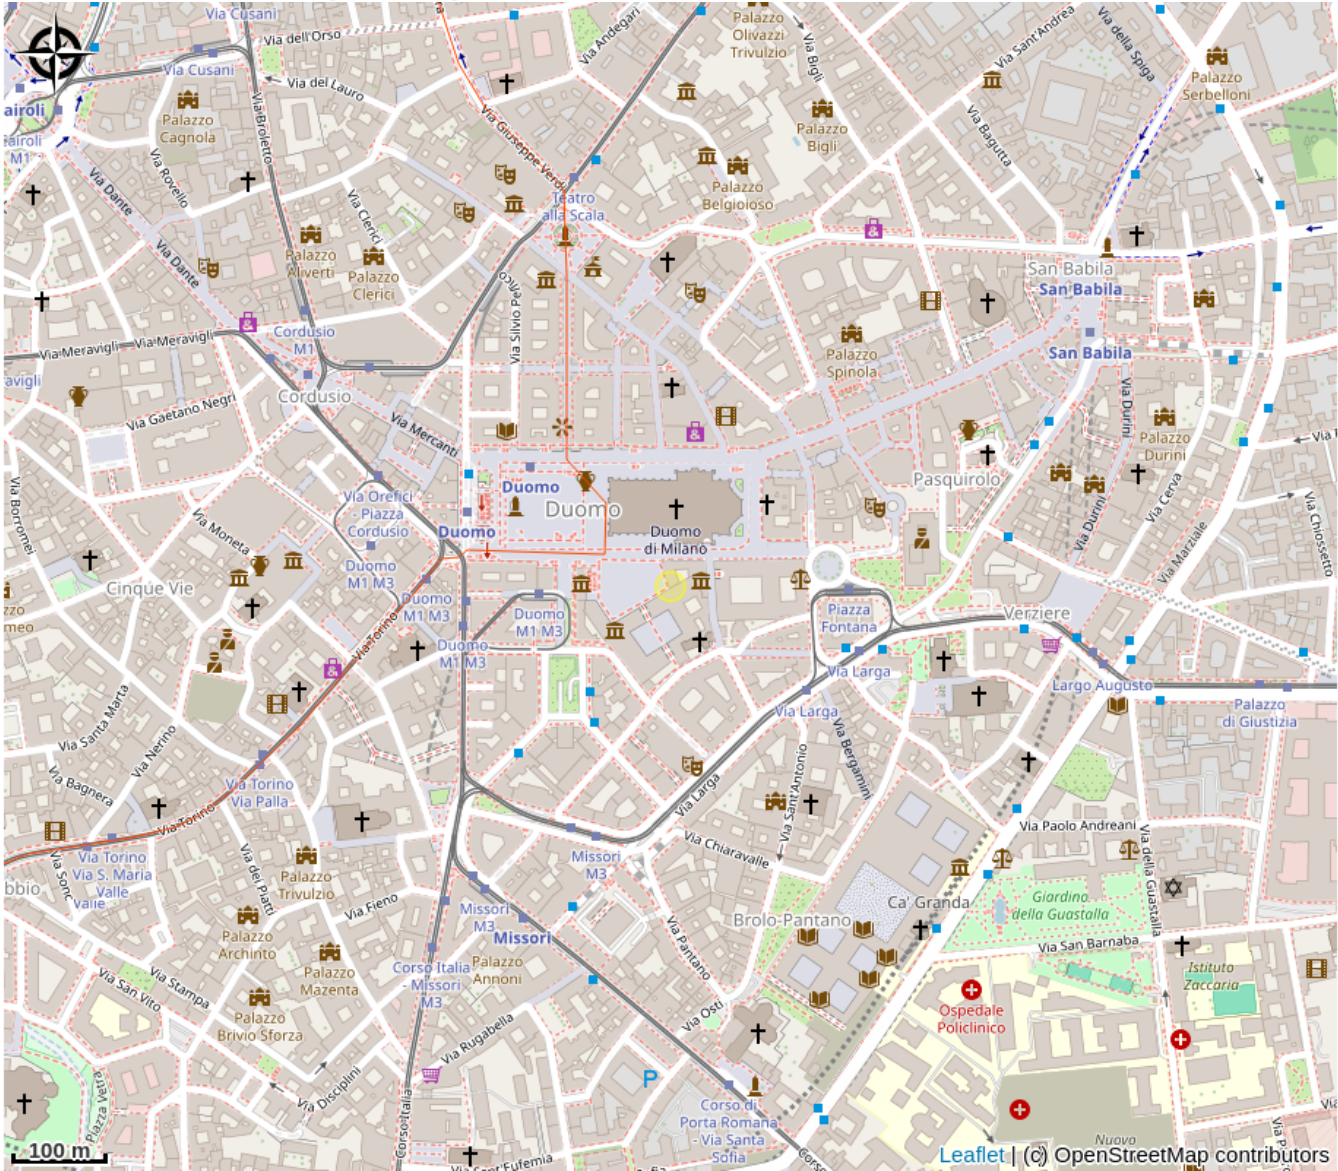 Via Cusani
Via dell'Orso
Via Cusani
Via del Lauro
Via Broletto
airoli
airoli
M1
Palazzo
Cagnola
Via Rovello
Via Dante
Via Dante
Via Clerici
Palazzo
Aliverti
Palazzo
Clerici
Via Andegari
Via Giuseppe Verdi
Teatro
alla Scala
Via Silvio Pellico
Palazzo
Olivazzi
Trivulzio
Via Bigli
Palazzo
Bigli
Palazzo
Belgioioso
Via Sant'Andrea
Via della Spiga
Via Bagutta
Palazzo
Serbelloni
San Babila
San Babila
San Babila
Palazzo
Spinola
Via Durini
Palazzo
Durini
Via Durini
Via Cerva
Via Marziale
Via Chiossetto
Pasquirolo
Verziere
Via Meravigli
Via Meravigli
ravigli
Cordusio
M1
Cordusio
Via Gaetano Negri
Via Mercanti
Via Orefici
- Piazza
Cordusio
Via Borromei
Via Moneta
Cinque Vie
Duomo
M1 M3
Duomo
Duomo
Duomo
Duomo
di Milano
Duomo
M1 M3
Duomo
M1 M3
Duomo
M1 M3
Via Torino
Piazza
Fontana
Via Larga
Via Larga
Via Larga
Largo Augusto
Palazzo
di Giustizia
Via Santa Marta
Via Nerino
Via Bagnera
Via Torino
Via Palla
Via Torino
Via Torino
Via S. Maria
Valle
Valle
bbio
Via Sonc
Via dei Piatti
Palazzo
Trivulzio
Via Fieno
Palazzo
Archinto
Palazzo
Mazenta
Palazzo
Brivio Sforza
Via Stampa
Via San Vito
Via Disciplini
Piazza Vetra
Missori
M3
Missori
M3
Missori
Palazzo
Annoni
Corso Italia
- Missori
M3
Corso Italia
Via Rugabella
Via Sant'Eufemia
Via Bergamini
Via Sant'Antonio
Via Chiaravalle
Via Pantano
Brolo-Pantano
Via Osti
Ca' Granda
Via Paolo Andreani
Via della Guastalla
Giardino
della Guastalla
Via San Barnaba
Istituto
Zaccaria
Ospedale
Policlinico
Nuovo
P
Corso di
Porta Romana
- Via Santa
Sofia
100 m
Leaflet | (c) OpenStreetMap contributors